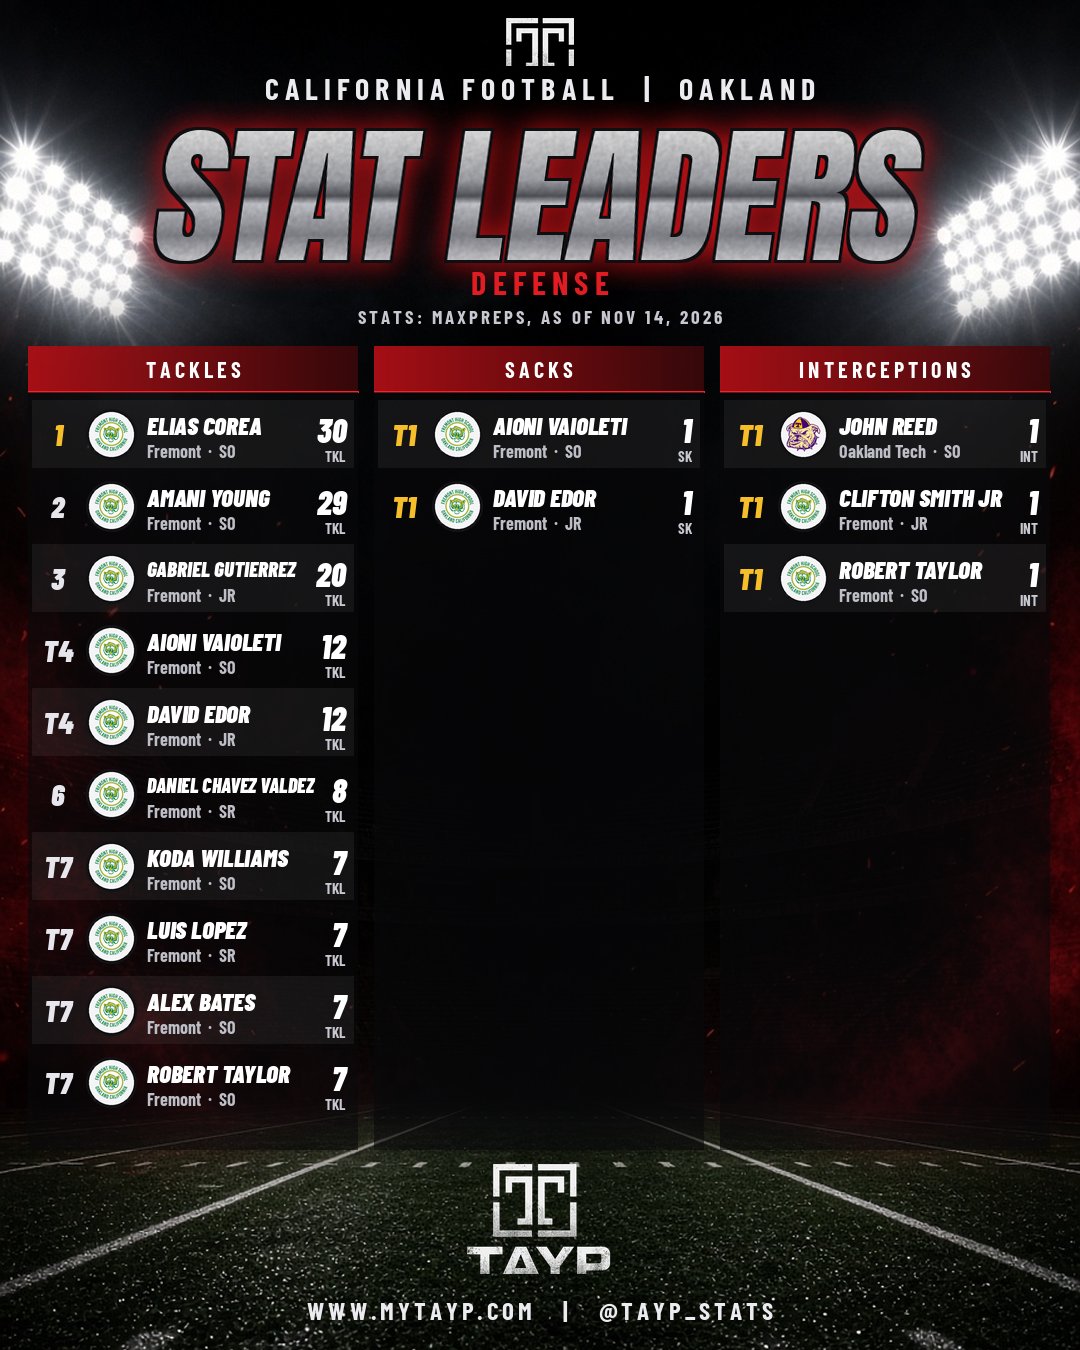 CALIFORNIA FOOTBALL | OAKLAND
STAT LEADERS
DEFENSE
STATS: MAXPREPS, AS OF NOV 14, 2026
TACKLES
1 ELIAS COREA 30
Fremont · SO TKL
2 AMANI YOUNG 29
Fremont · SO TKL
3 GABRIEL GUTIERREZ 20
Fremont · JR TKL
T4 AIONI VAIOLETI 12
Fremont · SO TKL
T4 DAVID EDOR 12
Fremont · JR TKL
6 DANIEL CHAVEZ VALDEZ 8
Fremont · SR TKL
T7 KODA WILLIAMS 7
Fremont · SO TKL
T7 LUIS LOPEZ 7
Fremont · SR TKL
T7 ALEX BATES 7
Fremont · SO TKL
T7 ROBERT TAYLOR 7
Fremont · SO TKL
SACKS
T1 AIONI VAIOLETI 1
Fremont · SO SK
T1 DAVID EDOR 1
Fremont · JR SK
INTERCEPTIONS
T1 JOHN REED 1
Oakland Tech · SO INT
T1 CLIFTON SMITH JR 1
Fremont · JR INT
T1 ROBERT TAYLOR 1
Fremont · SO INT
TAYP
WWW.MYTAYP.COM | @TAYP_STATS